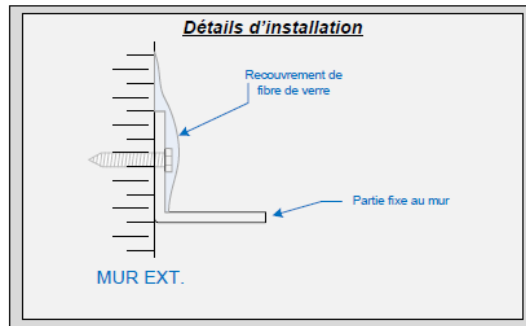 Détails d'installation
Recouvrement de
fibre de verre
Partie fixe au mur
MUR EXT.